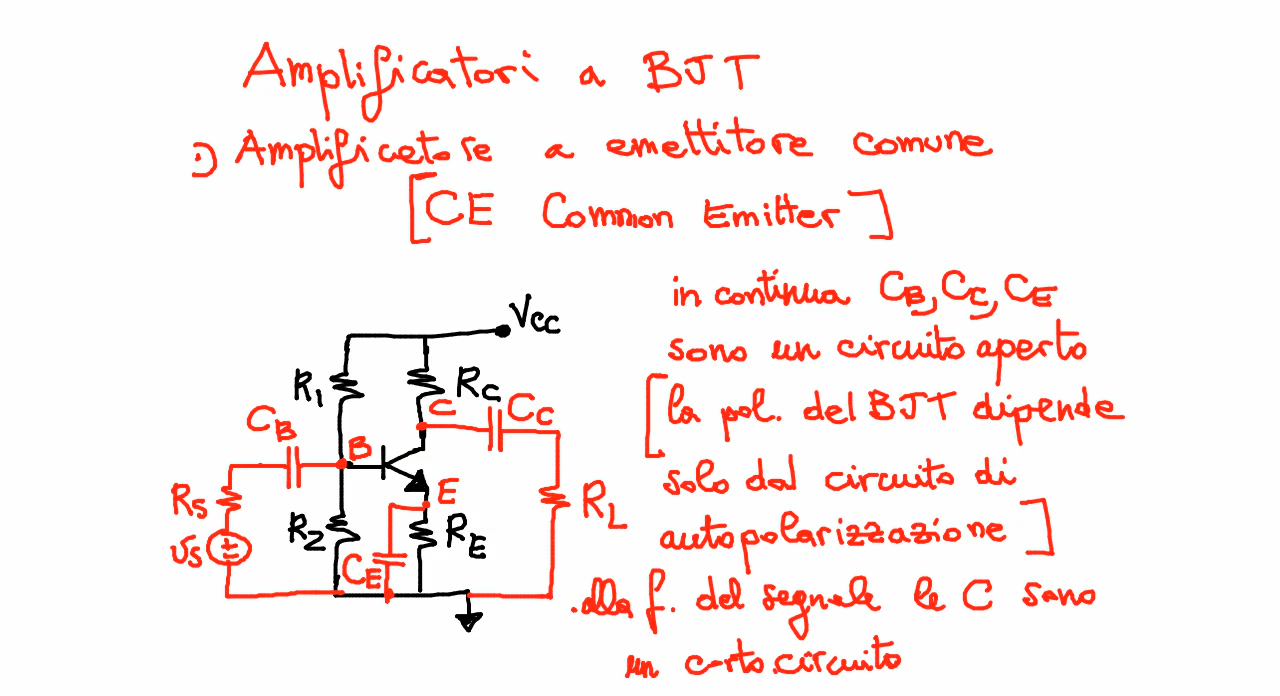 Amplificatori a BJT
:) Amplificatore a emettitore comune
[CE Common Emitter]
in continua CB, CC, CE
sono un circuito aperto
[la pol. del BJT dipende
solo dal circuito di
autopolarizzazione]
.alla f. del segnale le C sono
un c-rto.circuito
VCC
R1
RC
C
CC
CB
B
RS
E
RL
R2
RE
vs
CE